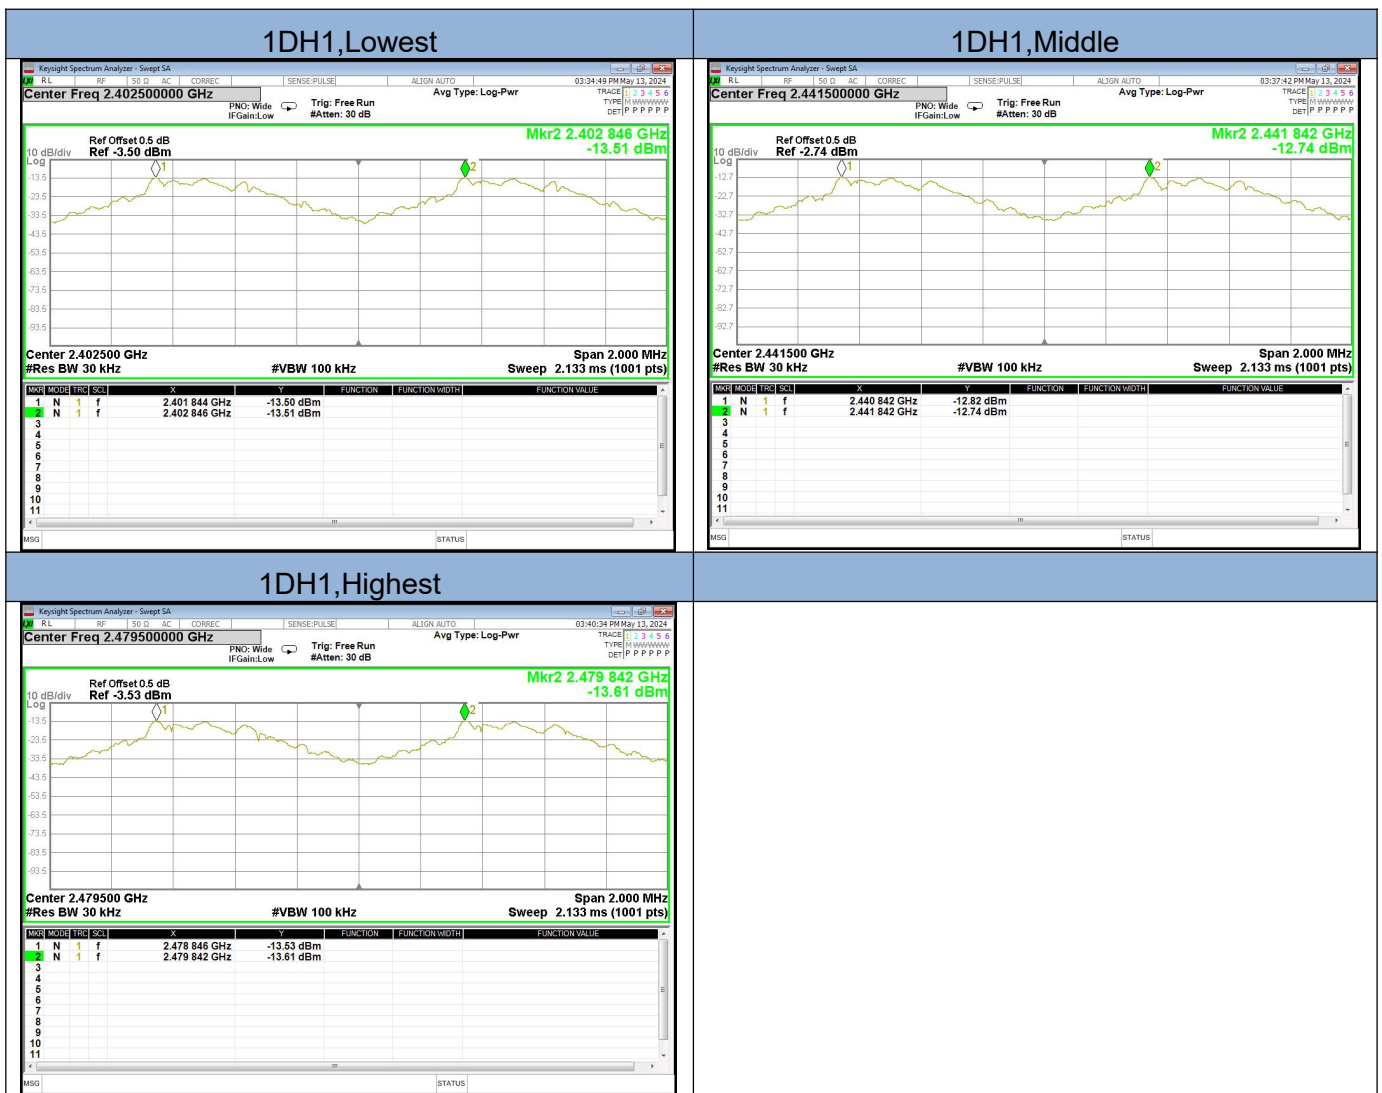 1DH1,Lowest
Keysight Spectrum Analyzer - Swept SA
LXI RL RF 50 Ω AC CORREC SENSE:PULSE ALIGN AUTO 03:34:49 PM May 13, 2024
Center Freq 2.402500000 GHz
Avg Type: Log-Pwr
TRACE 1 2 3 4 5 6
PNO: Wide Trig: Free Run
TYPE M WWWWW
IFGain:Low #Atten: 30 dB
DET P P P P P P
Mkr2 2.402 846 GHz
Ref Offset 0.5 dB
10 dB/div Ref -3.50 dBm
-13.51 dBm
Log
1
2
-13.5
-23.5
-33.5
-43.5
-53.5
-63.5
-73.5
-83.5
-93.5
Center 2.402500 GHz Span 2.000 MHz
#Res BW 30 kHz #VBW 100 kHz Sweep 2.133 ms (1001 pts)
MKR MODE TRC SCL X Y FUNCTION FUNCTION WIDTH FUNCTION VALUE
1 N 1 f 2.401 844 GHz -13.50 dBm
2 N 1 f 2.402 846 GHz -13.51 dBm
3
4
5
6
7
8
9
10
11
MSG STATUS
1DH1,Middle
Keysight Spectrum Analyzer - Swept SA
LXI RL RF 50 Ω AC CORREC SENSE:PULSE ALIGN AUTO 03:37:42 PM May 13, 2024
Center Freq 2.441500000 GHz
Avg Type: Log-Pwr
TRACE 1 2 3 4 5 6
PNO: Wide Trig: Free Run
TYPE M WWWWW
IFGain:Low #Atten: 30 dB
DET P P P P P P
Mkr2 2.441 842 GHz
Ref Offset 0.5 dB
10 dB/div Ref -2.74 dBm
-12.74 dBm
Log
1
2
-12.7
-22.7
-32.7
-42.7
-52.7
-62.7
-72.7
-82.7
-92.7
Center 2.441500 GHz Span 2.000 MHz
#Res BW 30 kHz #VBW 100 kHz Sweep 2.133 ms (1001 pts)
MKR MODE TRC SCL X Y FUNCTION FUNCTION WIDTH FUNCTION VALUE
1 N 1 f 2.440 842 GHz -12.82 dBm
2 N 1 f 2.441 842 GHz -12.74 dBm
3
4
5
6
7
8
9
10
11
MSG STATUS
1DH1,Highest
Keysight Spectrum Analyzer - Swept SA
LXI RL RF 50 Ω AC CORREC SENSE:PULSE ALIGN AUTO 03:40:34 PM May 13, 2024
Center Freq 2.479500000 GHz
Avg Type: Log-Pwr
TRACE 1 2 3 4 5 6
PNO: Wide Trig: Free Run
TYPE M WWWWW
IFGain:Low #Atten: 30 dB
DET P P P P P P
Mkr2 2.479 842 GHz
Ref Offset 0.5 dB
10 dB/div Ref -3.53 dBm
-13.61 dBm
Log
1
2
-13.5
-23.5
-33.5
-43.5
-53.5
-63.5
-73.5
-83.5
-93.5
Center 2.479500 GHz Span 2.000 MHz
#Res BW 30 kHz #VBW 100 kHz Sweep 2.133 ms (1001 pts)
MKR MODE TRC SCL X Y FUNCTION FUNCTION WIDTH FUNCTION VALUE
1 N 1 f 2.478 846 GHz -13.53 dBm
2 N 1 f 2.479 842 GHz -13.61 dBm
3
4
5
6
7
8
9
10
11
MSG STATUS